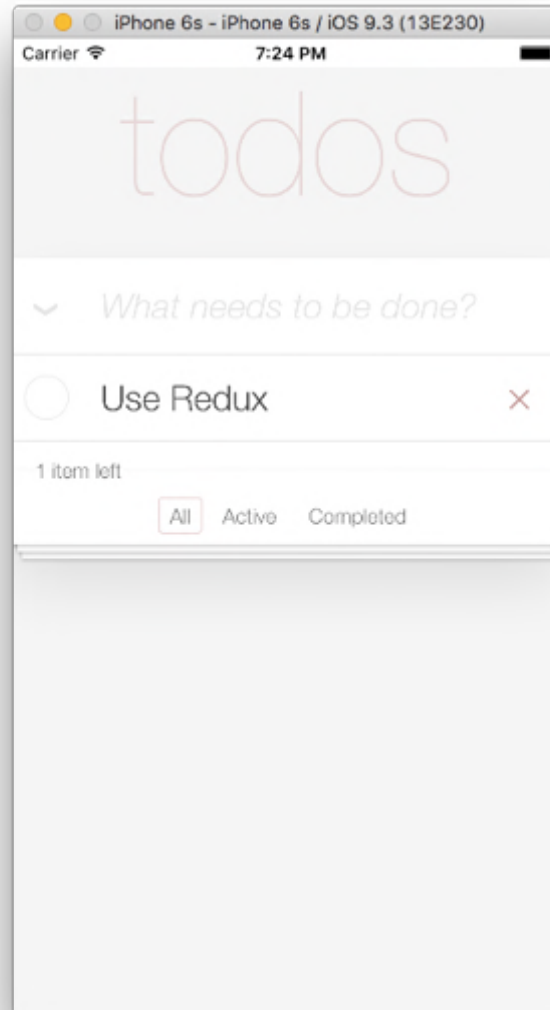 iPhone 6s - iPhone 6s / iOS 9.3 (13E230)
Carrier 7:24 PM
todos
What needs to be done?
Use Redux
1 item left
All Active Completed